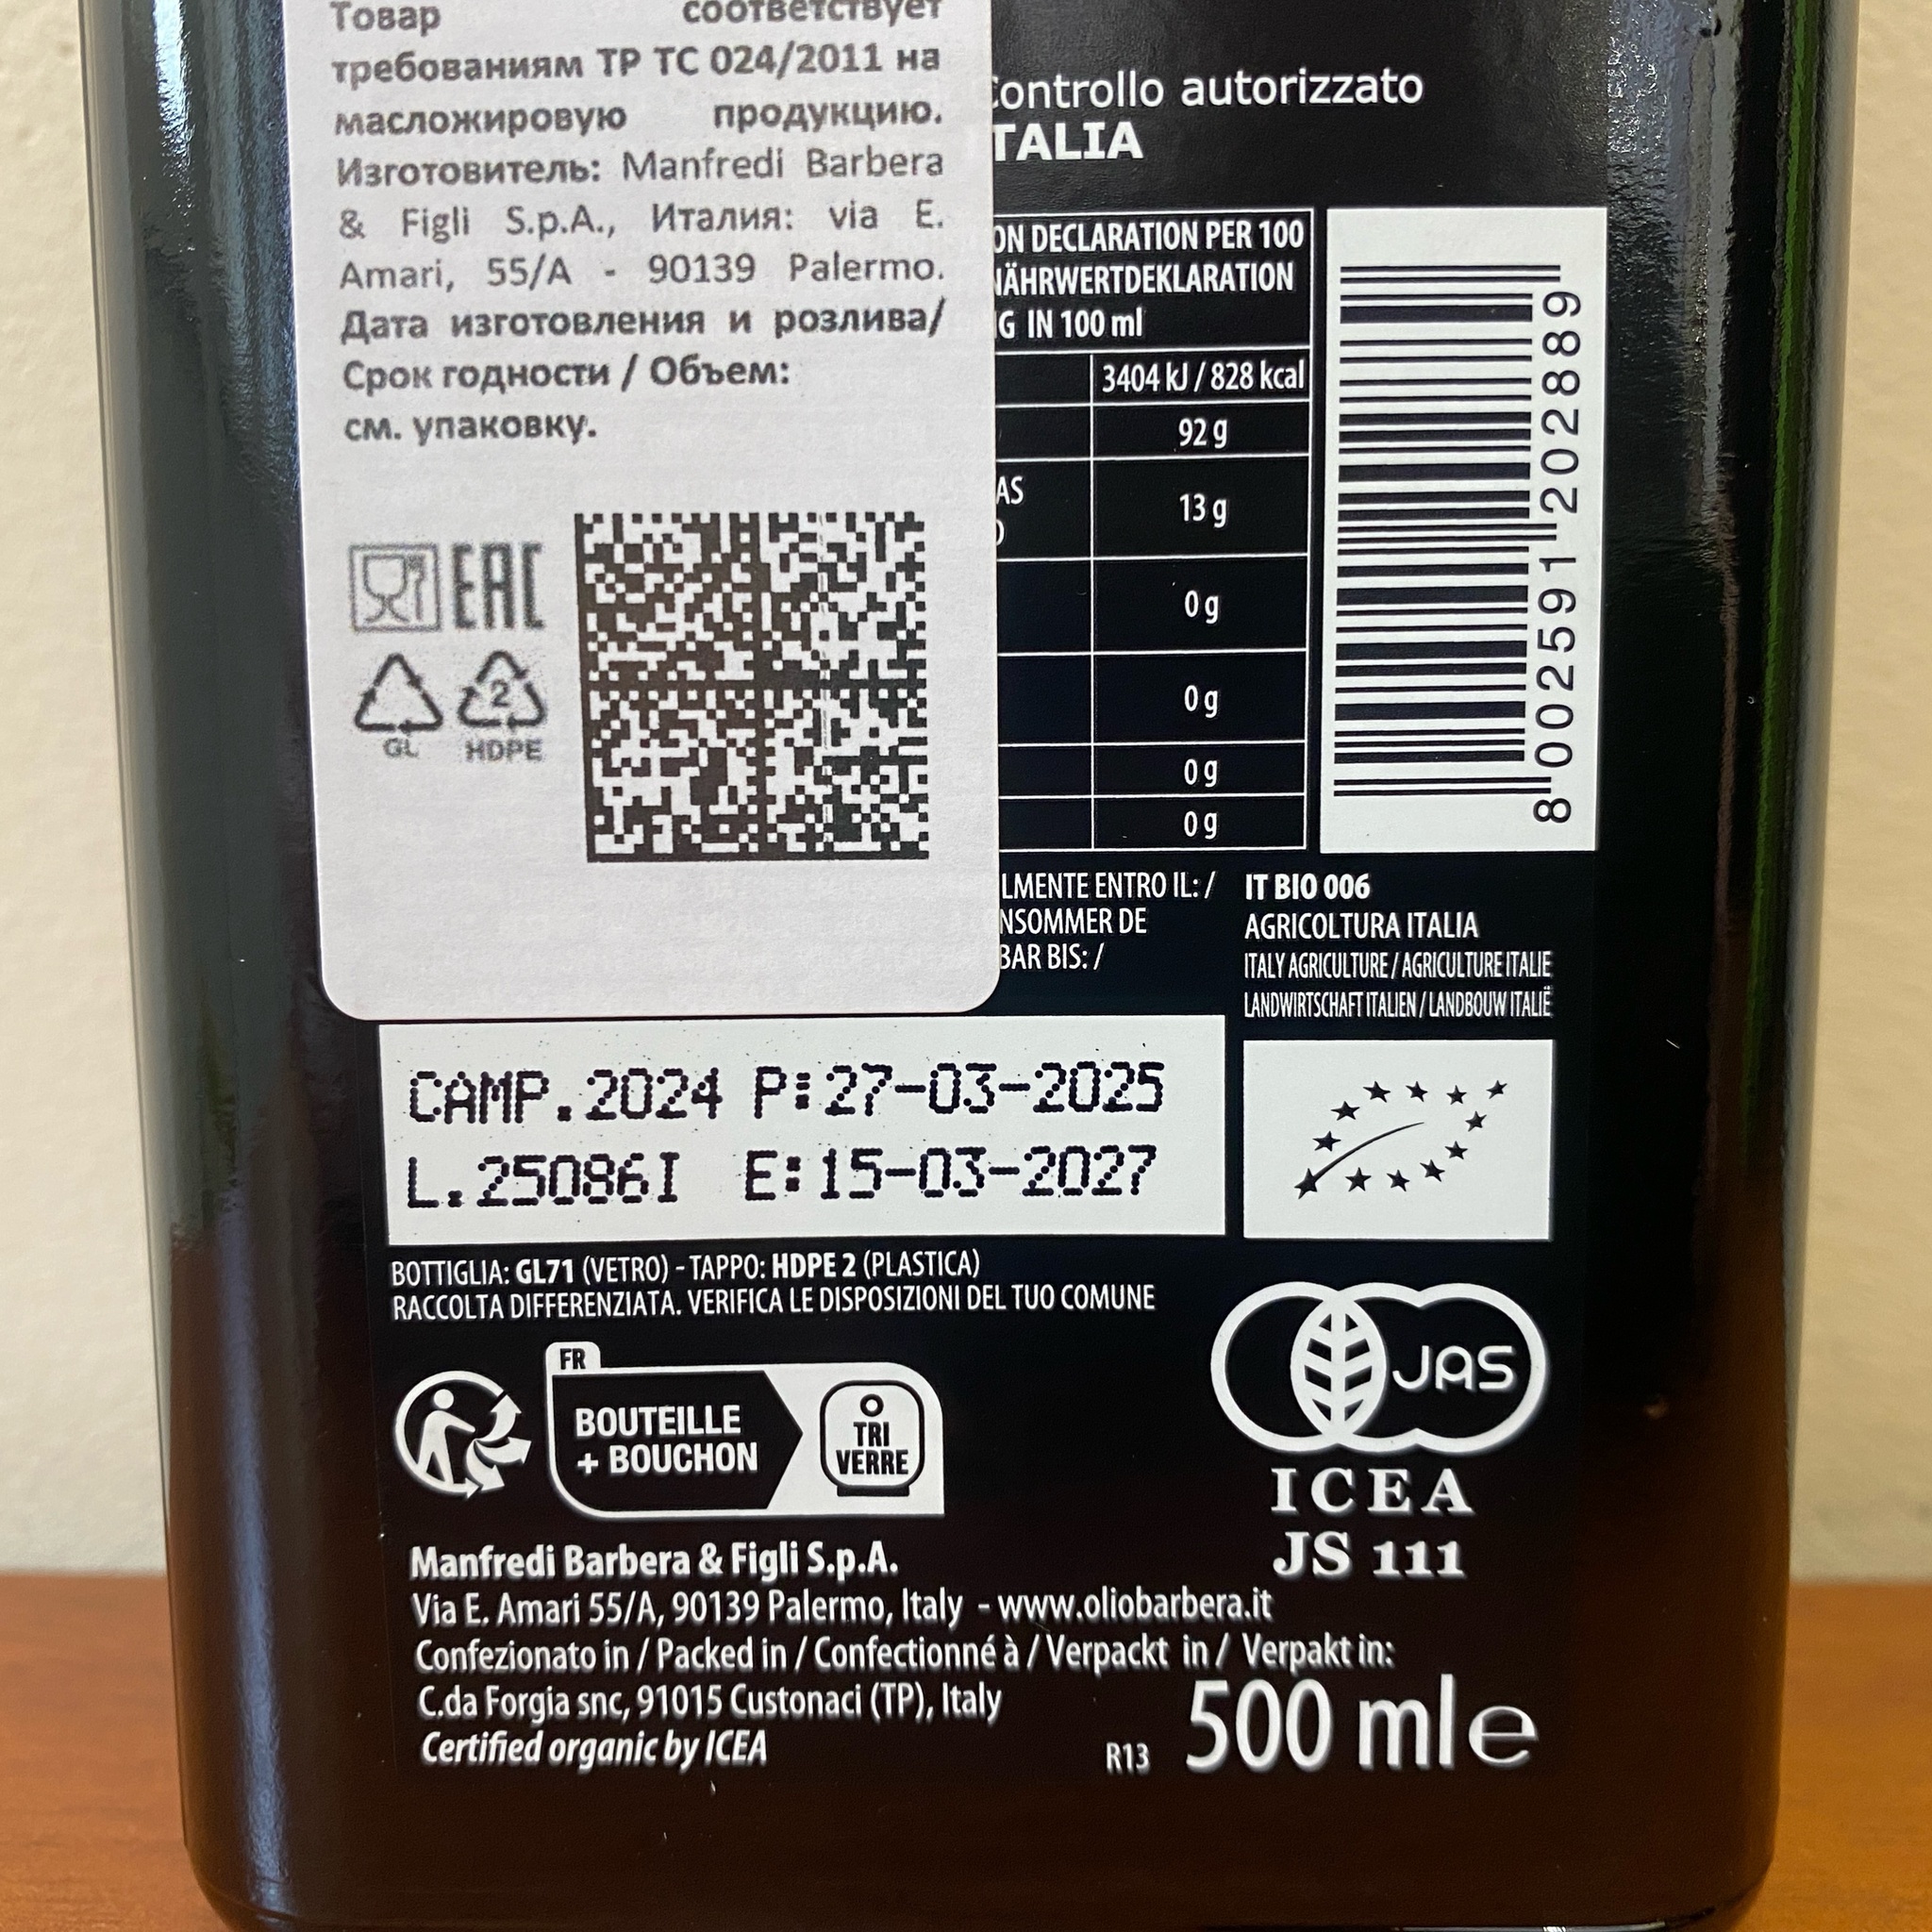 Товар соответствует
требованиям ТР ТС 024/2011 на
масложировую продукцию.
Изготовитель: Manfredi Barbera
& Figli S.p.A., Италия: via E.
Amari, 55/A - 90139 Palermo.
Дата изготовления и розлива/
Срок годности / Объем:
см. упаковку.
EAC
GL
2
HDPE
Controllo autorizzato
ITALIA
ON DECLARATION PER 100
NÄHRWERTDEKLARATION
G IN 100 ml
3404 kJ / 828 kcal
92 g
AS
13 g
0 g
0 g
0 g
0 g
8 002591 202889
LMENTE ENTRO IL: /
NSOMMER DE
BAR BIS: /
IT BIO 006
AGRICOLTURA ITALIA
ITALY AGRICULTURE / AGRICULTURE ITALIE
LANDWIRTSCHAFT ITALIEN / LANDBOUW ITALIË
CAMP.2024 P:27-03-2025
L.25086I E:15-03-2027
BOTTIGLIA: GL71 (VETRO) - TAPPO: HDPE 2 (PLASTICA)
RACCOLTA DIFFERENZIATA. VERIFICA LE DISPOSIZIONI DEL TUO COMUNE
FR
BOUTEILLE
+ BOUCHON
TRI
VERRE
JAS
ICEA
JS 111
Manfredi Barbera & Figli S.p.A.
Via E. Amari 55/A, 90139 Palermo, Italy - www.oliobarbera.it
Confezionato in / Packed in / Confectionné à / Verpackt in / Verpakt in:
C.da Forgia snc, 91015 Custonaci (TP), Italy
Certified organic by ICEA
R13
500 ml e